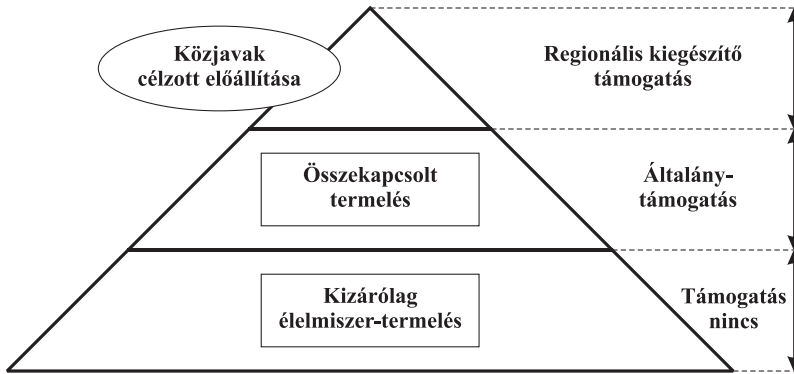 Közjavak
célzott előállítása
Regionális kiegészítő
támogatás
Összekapcsolt
termelés
Általány-
támogatás
Kizárólag
élelmiszer-termelés
Támogatás
nincs